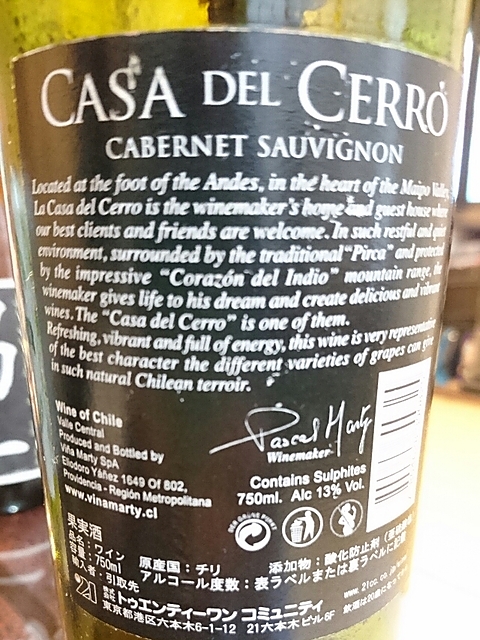 CASA DEL CERRO
CABERNET SAUVIGNON
Located at the foot of the Andes, in the heart of the Maipo Valley.
La Casa del Cerro is the winemaker's home and guest house where
our best clients and friends are welcome. In such restful and quiet
environment, surrounded by the traditional "Pirca" and protected
by the impressive "Corazón del Indio" mountain range, the
winemaker gives life to his dream and create delicious and vibrant
wines. The "Casa del Cerro" is one of them.
Refreshing, vibrant and full of energy, this wine is very representative
of the best character the different varieties of grapes can give
in such natural Chilean terroir.
Wine of Chile
Valle Central
Produced and Bottled by
Viña Marty SpA
Eliodoro Yáñez 1649 Of 802,
Providencia - Región Metropolitana
www.vinamarty.cl
Pascal Marty
Winemaker
Contains Sulphites
750ml. Alc 13% Vol.
果実酒
品名:ワイン 原産国:チリ 添加物:酸化防止剤
容量:750ml アルコール度数:表ラベルまたは裏ラベルに記載
輸入者:引取先
21 株式会社 トゥエンティーワン コミュニティ
東京都港区六本木6-1-12 21六本木ビル6F